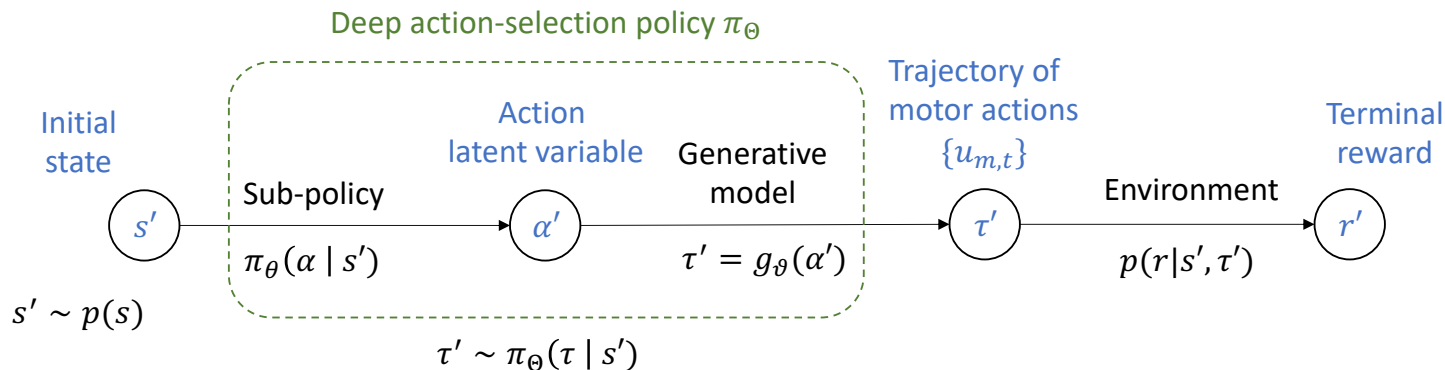 Deep action-selection policy π_Θ
Initial
state
Action
latent variable
Trajectory of
motor actions
{u_{m,t}}
Terminal
reward
Sub-policy
Generative
model
Environment
s′
α′
τ′
r′
π_θ(α | s′)
τ′ = g_ϑ(α′)
p(r|s′, τ′)
s′ ~ p(s)
τ′ ~ π_Θ(τ | s′)